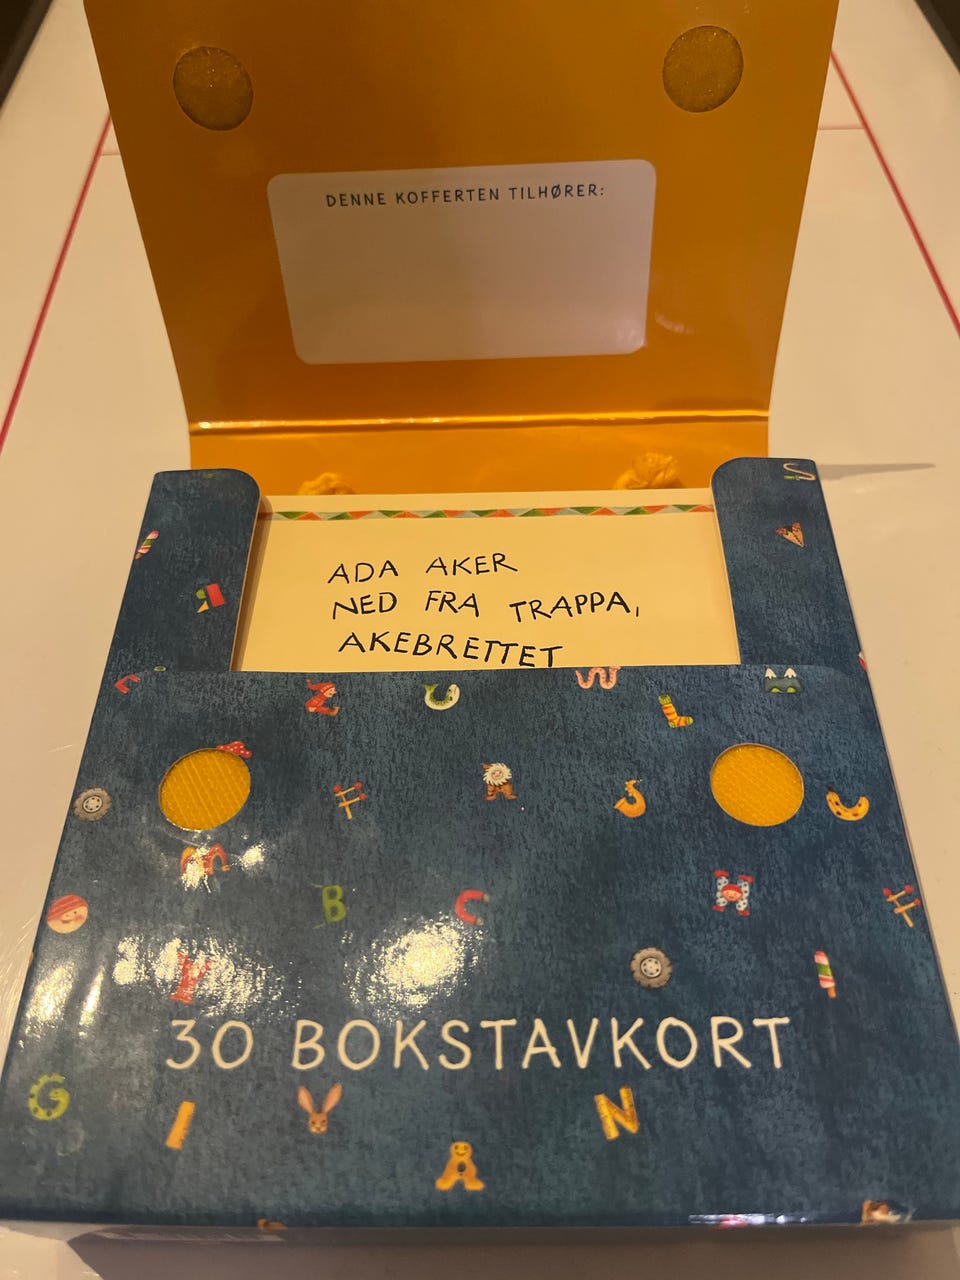 DENNE KOFFERTEN TILHØRER:
ADA AKER
NED FRA TRAPPA,
AKEBRETTET
30 BOKSTAVKORT